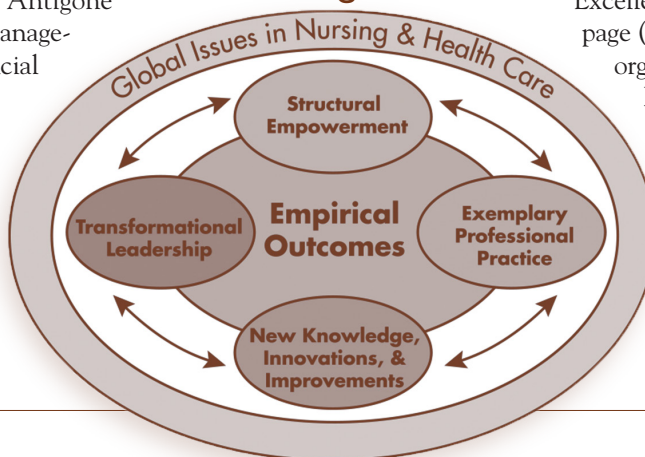 Antigone
anage-
cial
Excelle
page (
org
Global Issues in Nursing & Health Care
Structural
Empowerment
Transformational
Leadership
Empirical
Outcomes
Exemplary
Professional
Practice
New Knowledge,
Innovations, &
Improvements